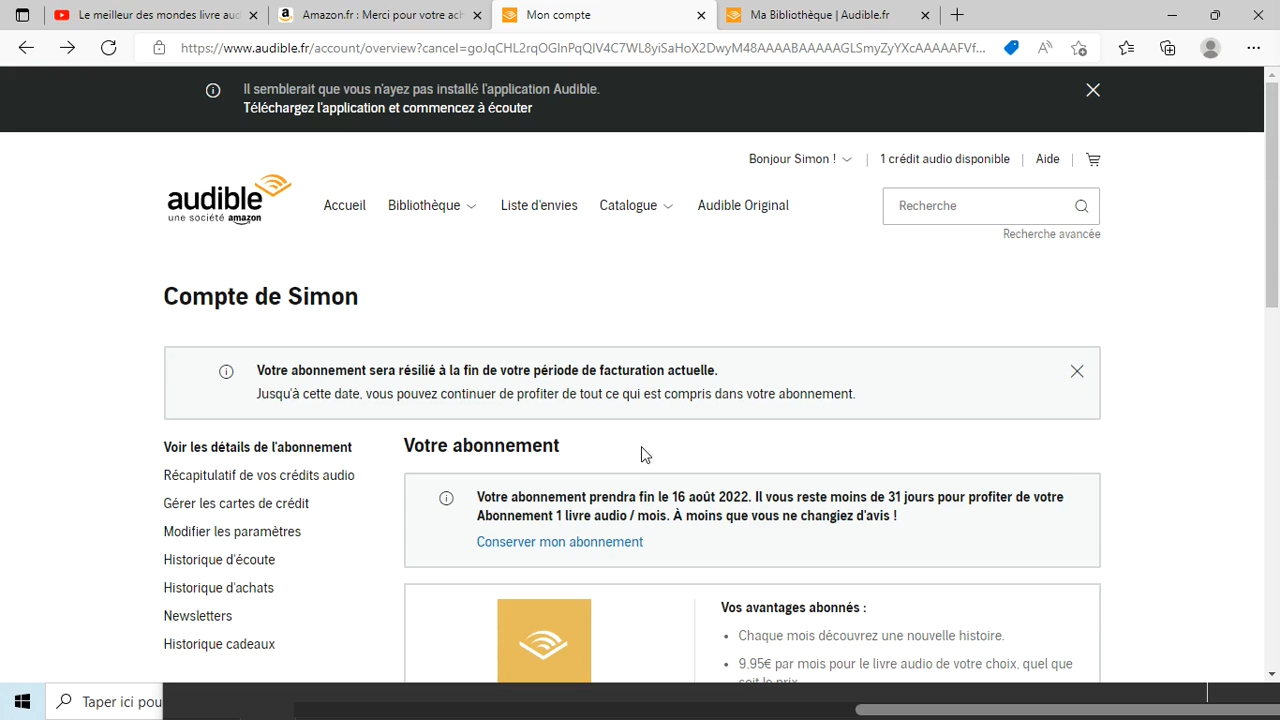 Le meilleur des mondes livre aud
Amazon.fr : Merci pour votre ach
Mon compte
Ma Bibliothèque | Audible.fr
https://www.audible.fr/account/overview?cancel=goJqCHL2rqOGlnPqQIV4C7WL8yiSaHoX2DwyM48AAAABAAAAAGLSmyZyYXcAAAAAFVf...
Il semblerait que vous n'ayez pas installé l'application Audible.
Téléchargez l'application et commencez à écouter
Bonjour Simon !
1 crédit audio disponible
Aide
audible
une société amazon
Accueil
Bibliothèque
Liste d'envies
Catalogue
Audible Original
Recherche
Recherche avancée
Compte de Simon
Votre abonnement sera résilié à la fin de votre période de facturation actuelle.
Jusqu'à cette date, vous pouvez continuer de profiter de tout ce qui est compris dans votre abonnement.
Voir les détails de l'abonnement
Récapitulatif de vos crédits audio
Gérer les cartes de crédit
Modifier les paramètres
Historique d'écoute
Historique d'achats
Newsletters
Historique cadeaux
Votre abonnement
Votre abonnement prendra fin le 16 août 2022. Il vous reste moins de 31 jours pour profiter de votre
Abonnement 1 livre audio / mois. À moins que vous ne changiez d'avis !
Conserver mon abonnement
Vos avantages abonnés :
• Chaque mois découvrez une nouvelle histoire.
• 9,95€ par mois pour le livre audio de votre choix, quel que
soit le prix
Taper ici pou